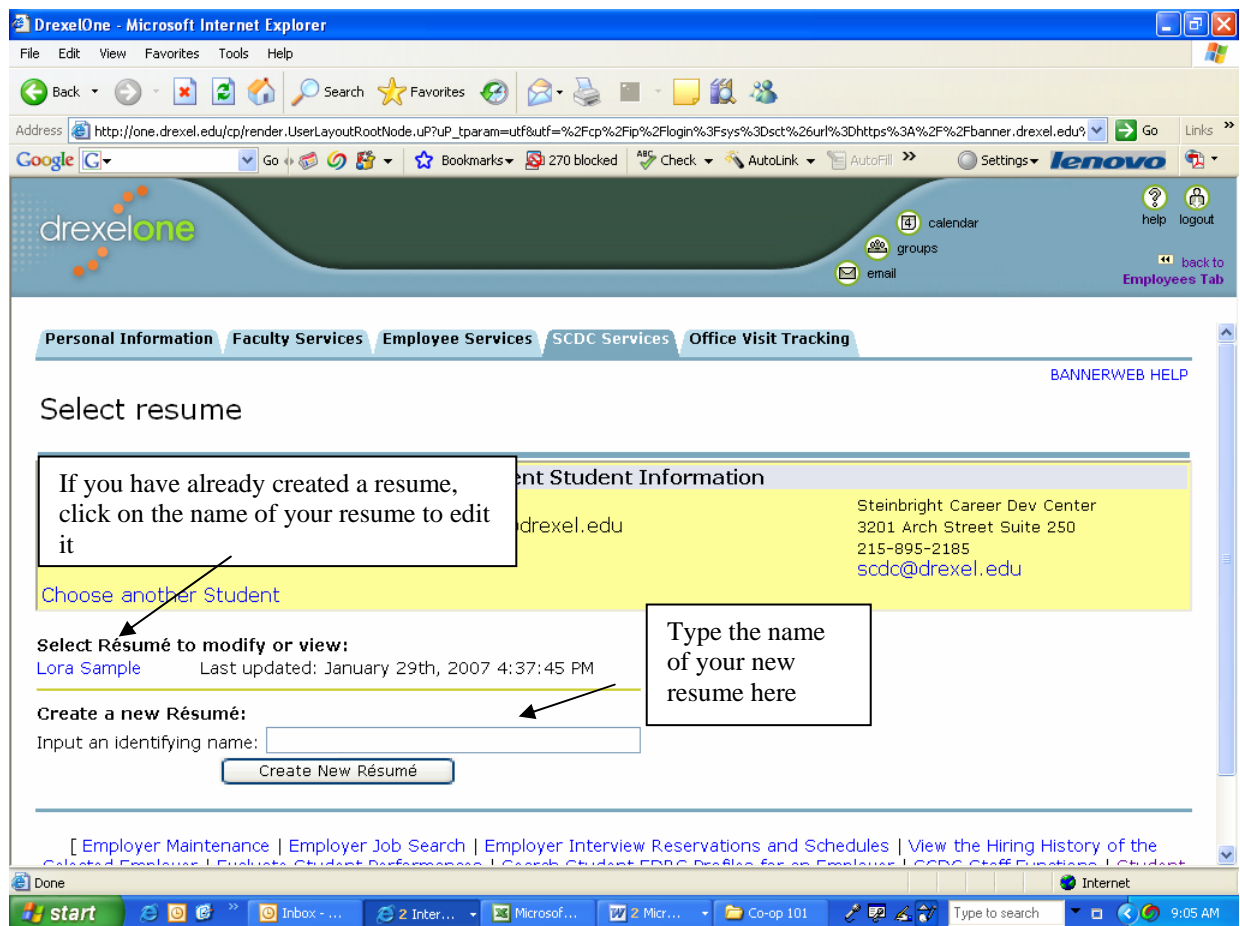 DrexelOne - Microsoft Internet Explorer
File Edit View Favorites Tools Help
Back Search Favorites
Address http://one.drexel.edu/cp/render.UserLayoutRootNode.uP?uP_tparam=utf&utf=%2Fcp%2Fip%2Flogin%3Fsys%3Dsct%26url%3Dhttps%3A%2F%2Fbanner.drexel.edu% Go Links »
Google G Go Bookmarks 270 blocked ABC Check AutoLink AutoFill » Settings lenovo
drexelone
4 calendar
groups
email
? help logout
back to
Employees Tab
Personal Information Faculty Services Employee Services SCDC Services Office Visit Tracking
BANNERWEB HELP
Select resume
If you have already created a resume,
click on the name of your resume to edit
it
ent Student Information
drexel.edu
Steinbright Career Dev Center
3201 Arch Street Suite 250
215-895-2185
scdc@drexel.edu
Choose another Student
Type the name
of your new
resume here
Select Résumé to modify or view:
Lora Sample Last updated: January 29th, 2007 4:37:45 PM
Create a new Résumé:
Input an identifying name:
Create New Résumé
[ Employer Maintenance | Employer Job Search | Employer Interview Reservations and Schedules | View the Hiring History of the
Done Internet
start » Inbox - ... 2 Inter... Microsof... 2 Micr... Co-op 101 Type to search 9:05 AM